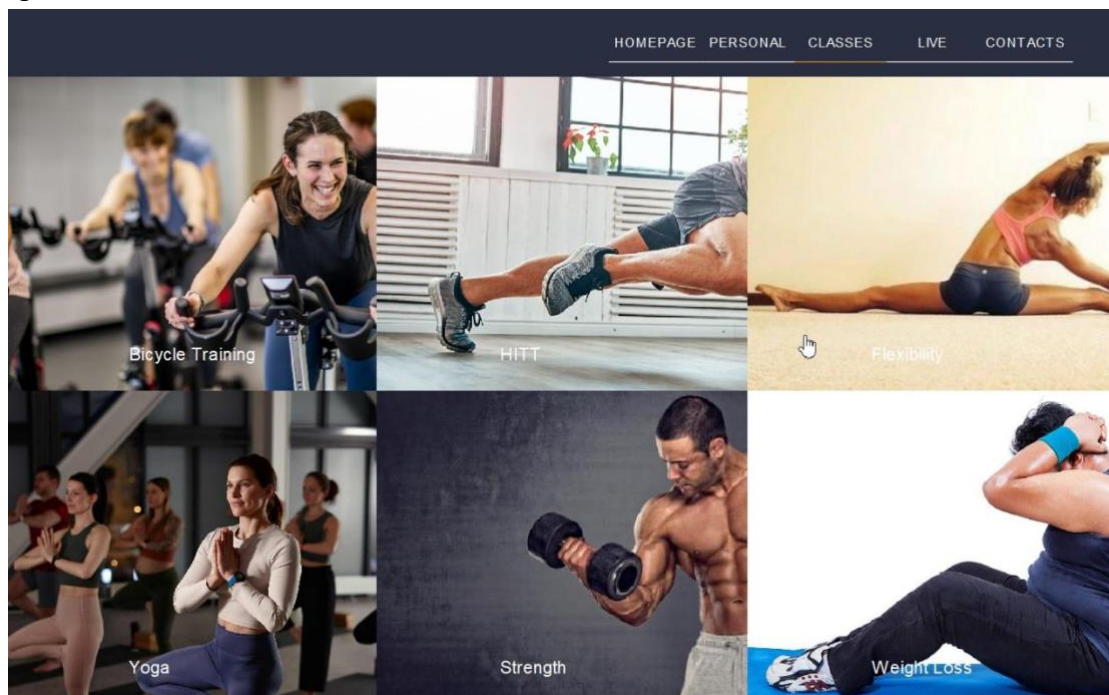 HOMEPAGE PERSONAL CLASSES LIVE CONTACTS
Bicycle Training HITT Flexibility
Yoga Strength Weight Loss